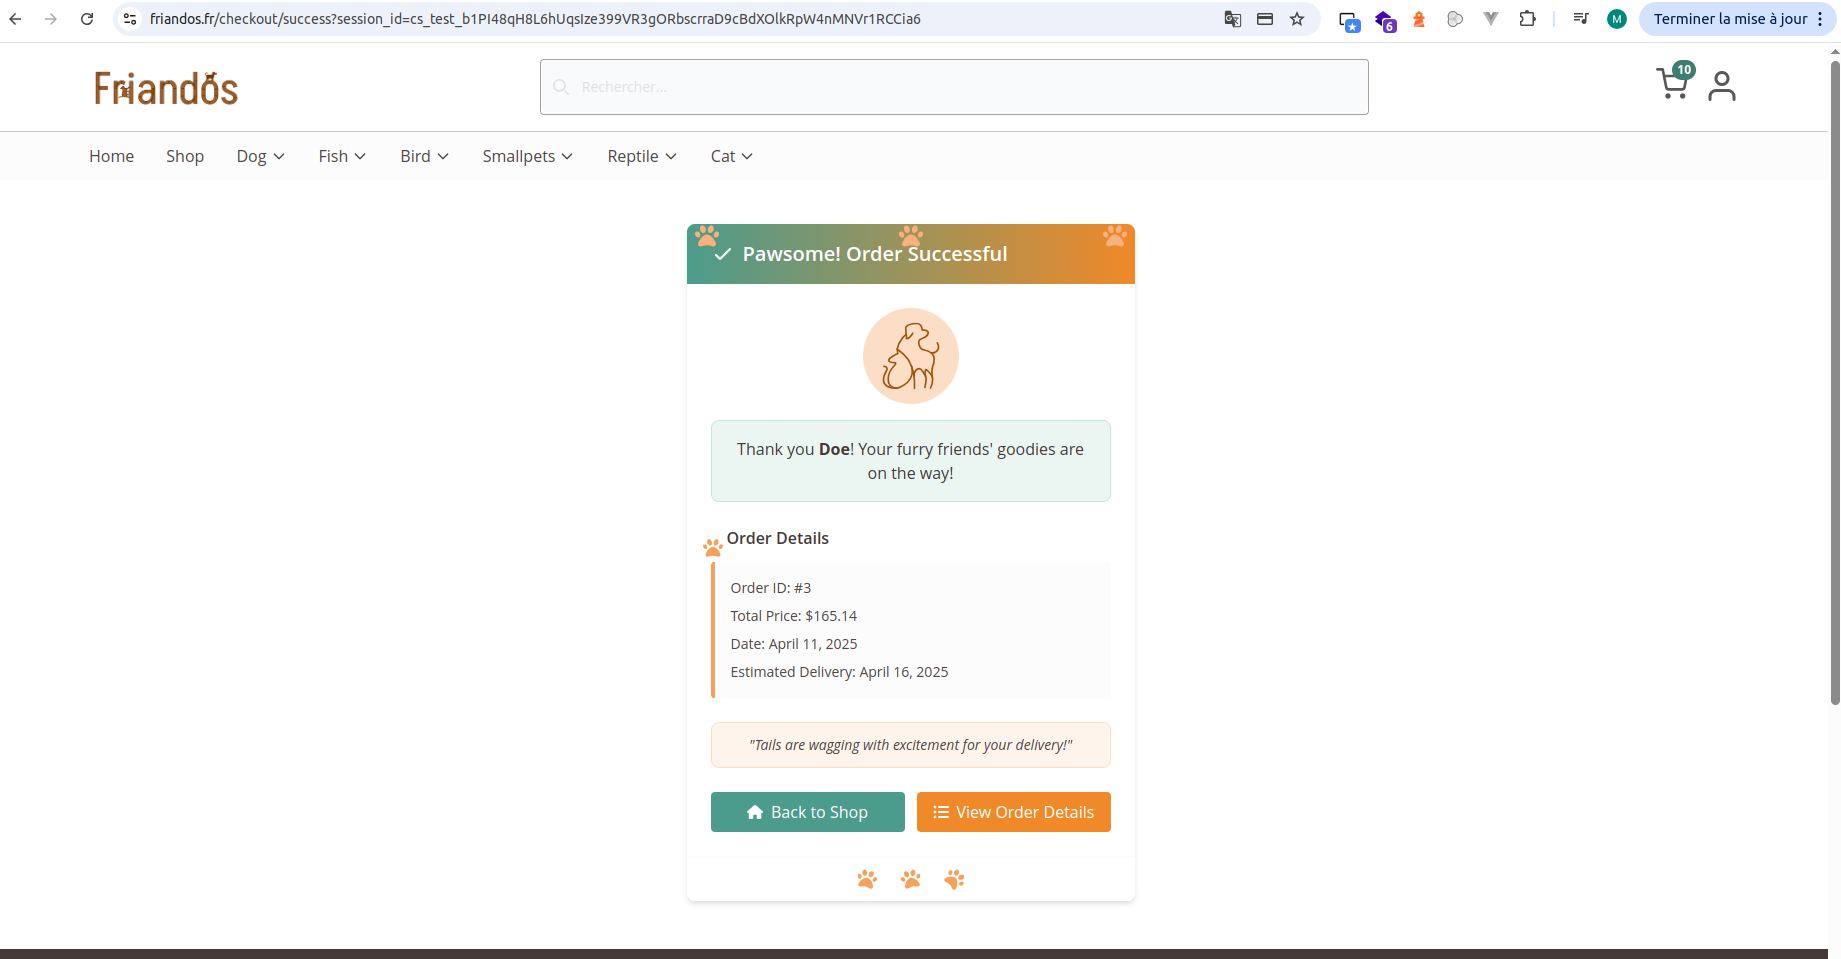 friandos.fr/checkout/success?session_id=cs_test_b1PI48qH8L6hUqsIze399VR3gORbscrraD9cBdXOlkRpW4nMNVr1RCCia6
6
M
Terminer la mise à jour
Friandos
Rechercher...
10
Home
Shop
Dog
Fish
Bird
Smallpets
Reptile
Cat
Pawsome! Order Successful
Thank you Doe! Your furry friends' goodies are
on the way!
Order Details
Order ID: #3
Total Price: $165.14
Date: April 11, 2025
Estimated Delivery: April 16, 2025
"Tails are wagging with excitement for your delivery!"
Back to Shop
View Order Details